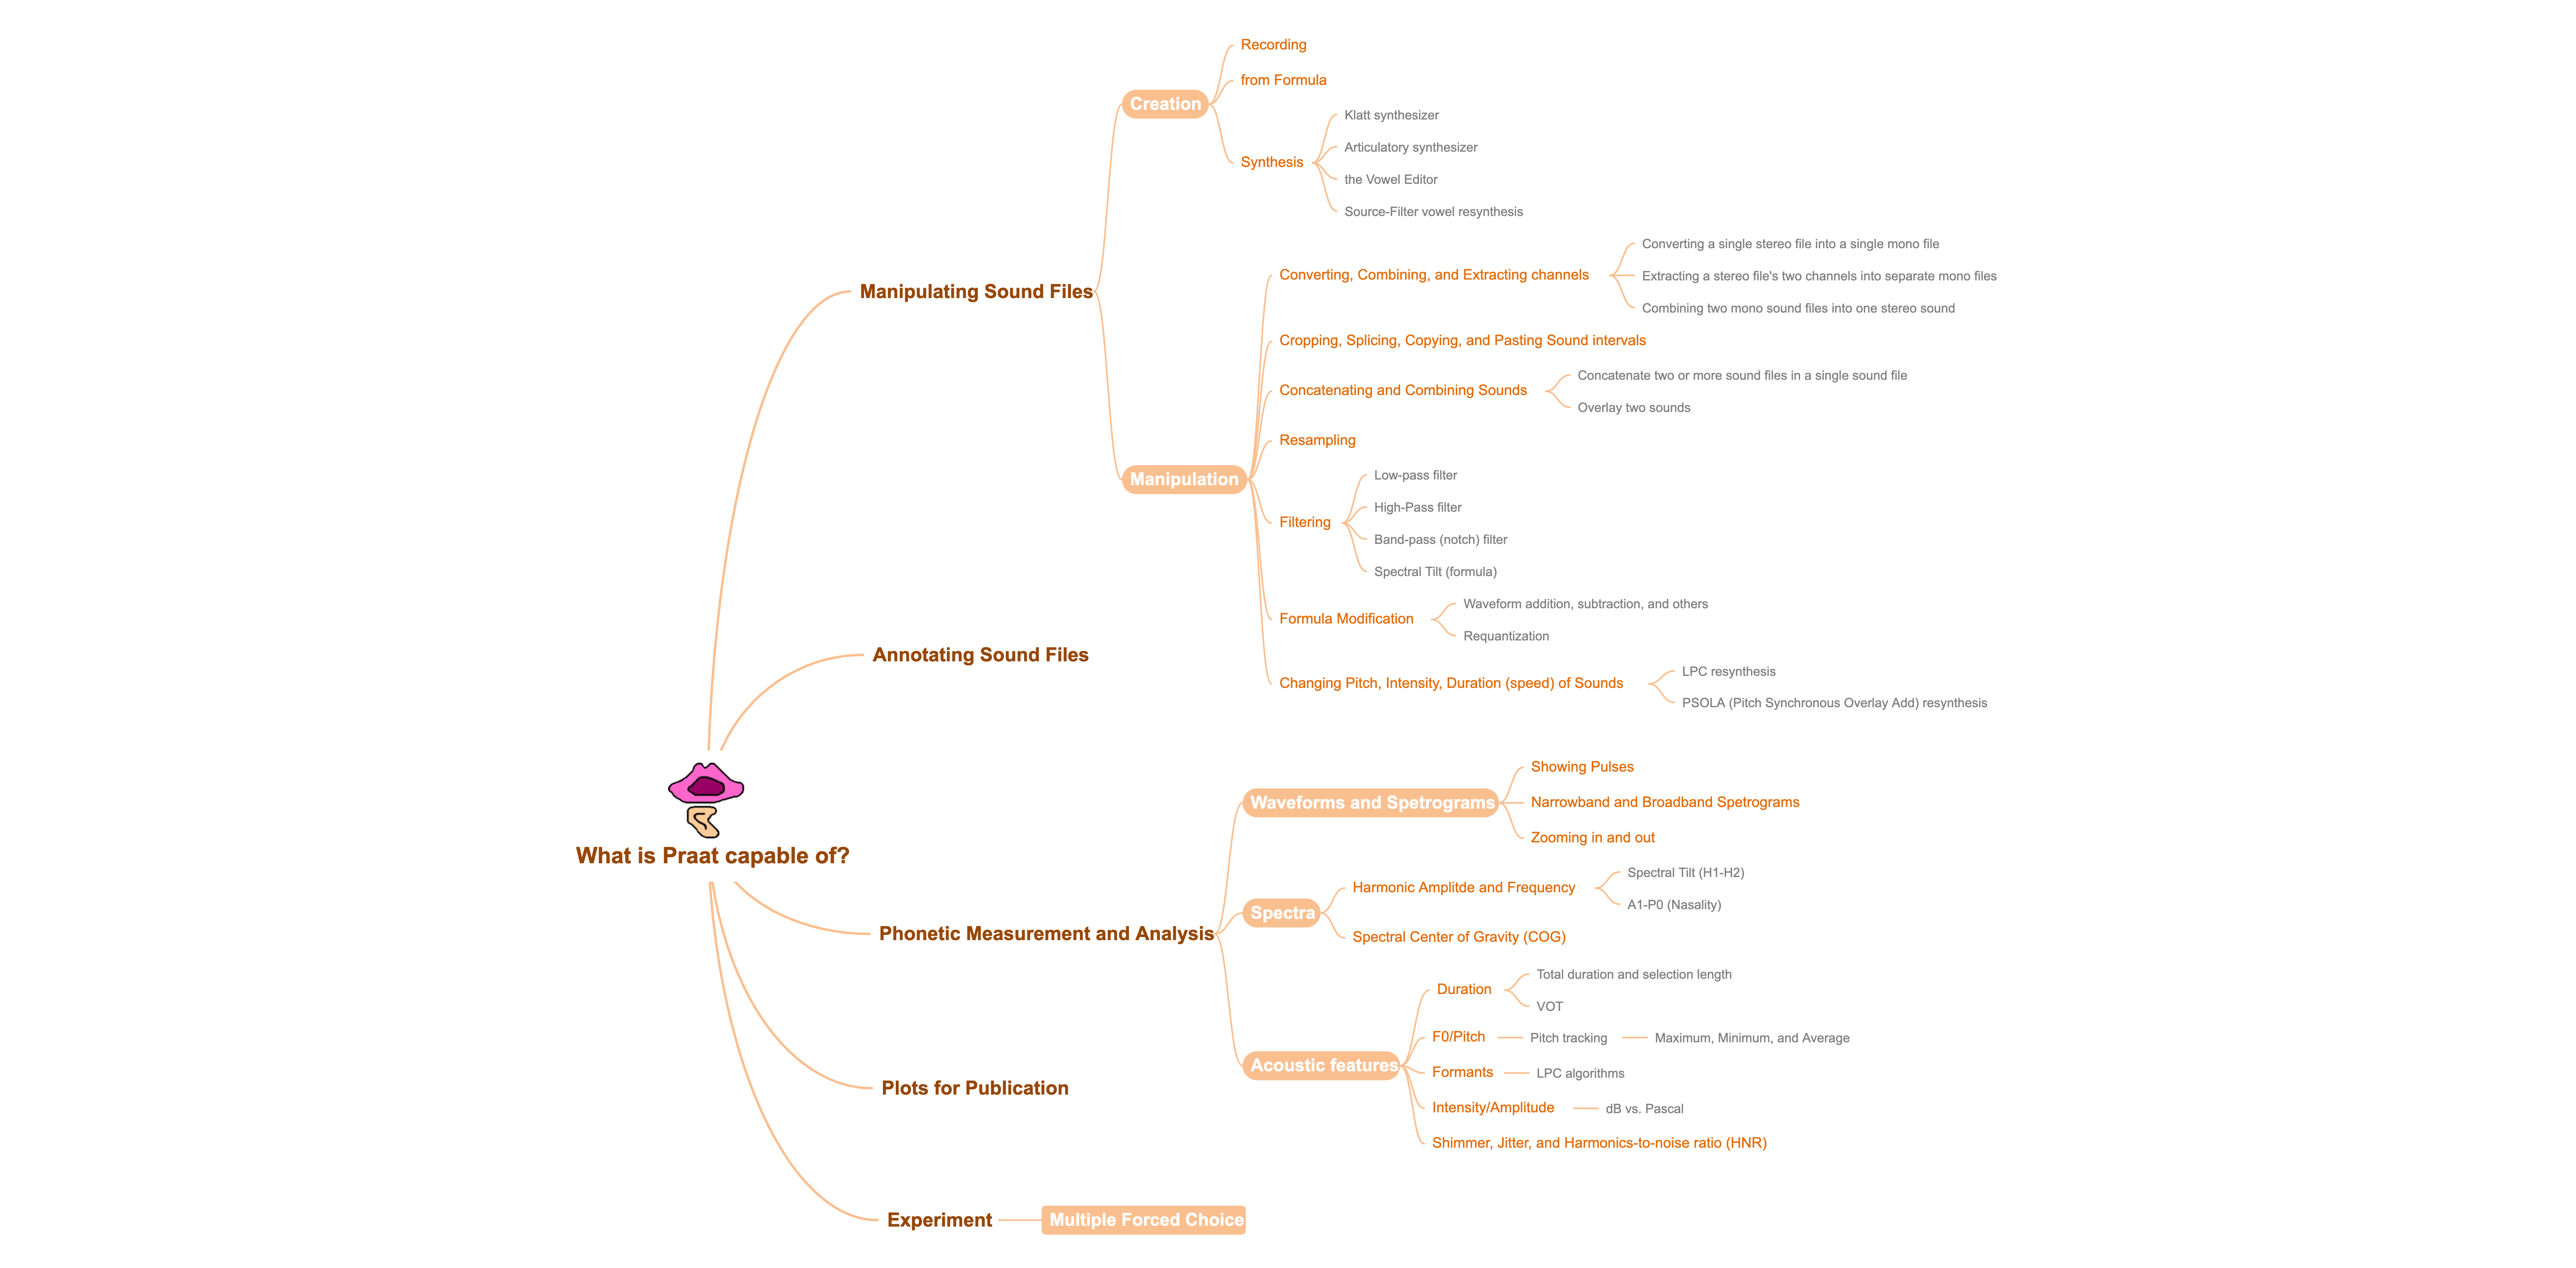 What is Praat capable of?
Manipulating Sound Files
Creation
Recording
from Formula
Synthesis
Klatt synthesizer
Articulatory synthesizer
the Vowel Editor
Source-Filter vowel resynthesis
Manipulation
Converting, Combining, and Extracting channels
Converting a single stereo file into a single mono file
Extracting a stereo file's two channels into separate mono files
Combining two mono sound files into one stereo sound
Cropping, Splicing, Copying, and Pasting Sound intervals
Concatenating and Combining Sounds
Concatenate two or more sound files in a single sound file
Overlay two sounds
Resampling
Filtering
Low-pass filter
High-Pass filter
Band-pass (notch) filter
Spectral Tilt (formula)
Formula Modification
Waveform addition, subtraction, and others
Requantization
Changing Pitch, Intensity, Duration (speed) of Sounds
LPC resynthesis
PSOLA (Pitch Synchronous Overlay Add) resynthesis
Annotating Sound Files
Phonetic Measurement and Analysis
Waveforms and Spetrograms
Showing Pulses
Narrowband and Broadband Spetrograms
Zooming in and out
Spectra
Harmonic Amplitde and Frequency
Spectral Tilt (H1-H2)
A1-P0 (Nasality)
Spectral Center of Gravity (COG)
Acoustic features
Duration
Total duration and selection length
VOT
F0/Pitch
Pitch tracking
Maximum, Minimum, and Average
Formants
LPC algorithms
Intensity/Amplitude
dB vs. Pascal
Shimmer, Jitter, and Harmonics-to-noise ratio (HNR)
Plots for Publication
Experiment
Multiple Forced Choice